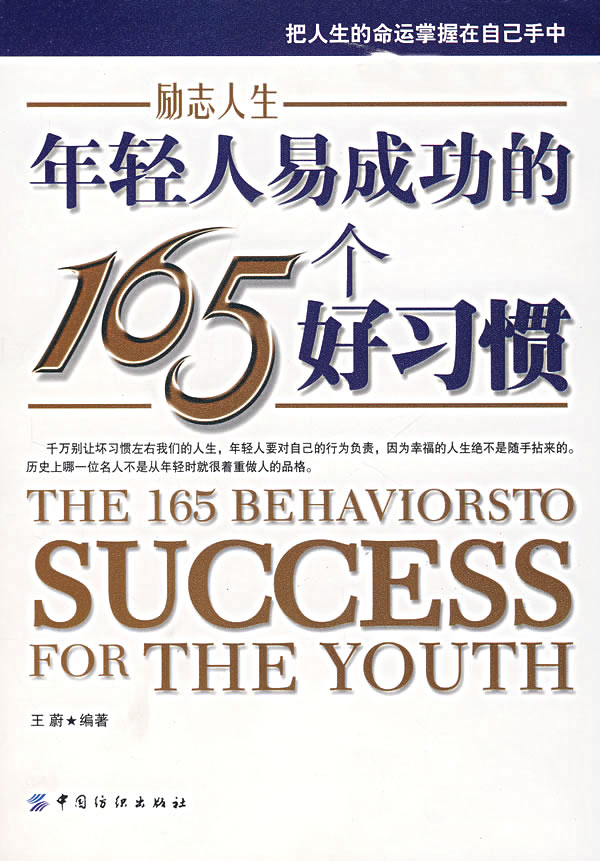 把人生的命运掌握在自己手中
励志人生
年轻人易成功的
165个
好习惯
千万别让坏习惯左右我们的人生，年轻人要对自己的行为负责，因为幸福的人生绝不是随手拈来的。
历史上哪一位名人不是从年轻时就很着重做人的品格。
THE 165 BEHAVIORSTO
SUCCESS
FOR THE YOUTH
王 蔚★编著
中国纺织出版社